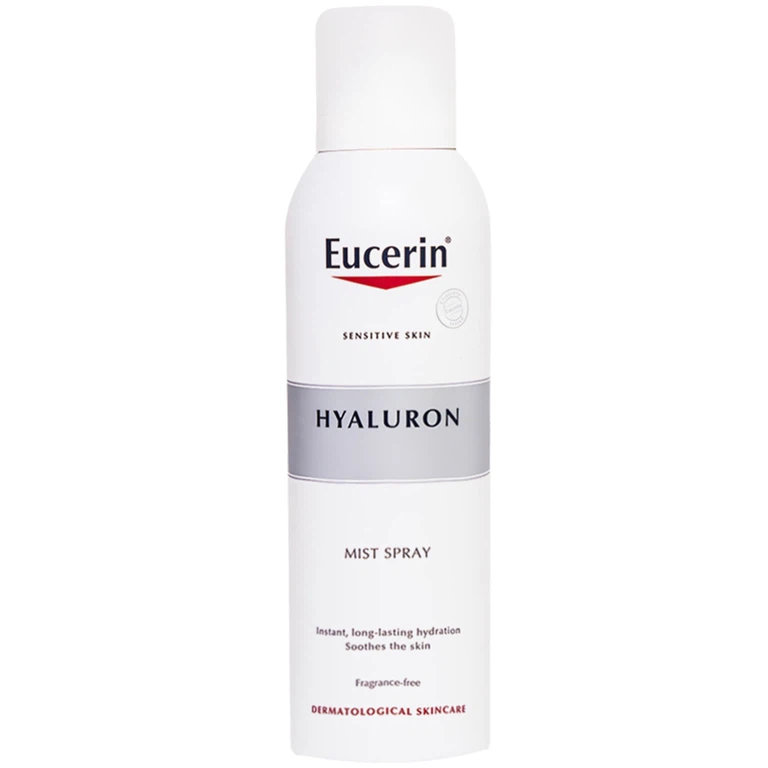 Eucerin®
SENSITIVE SKIN
HYALURON
MIST SPRAY
Instant, long-lasting hydration
Soothes the skin
Fragrance-free
DERMATOLOGICAL SKINCARE